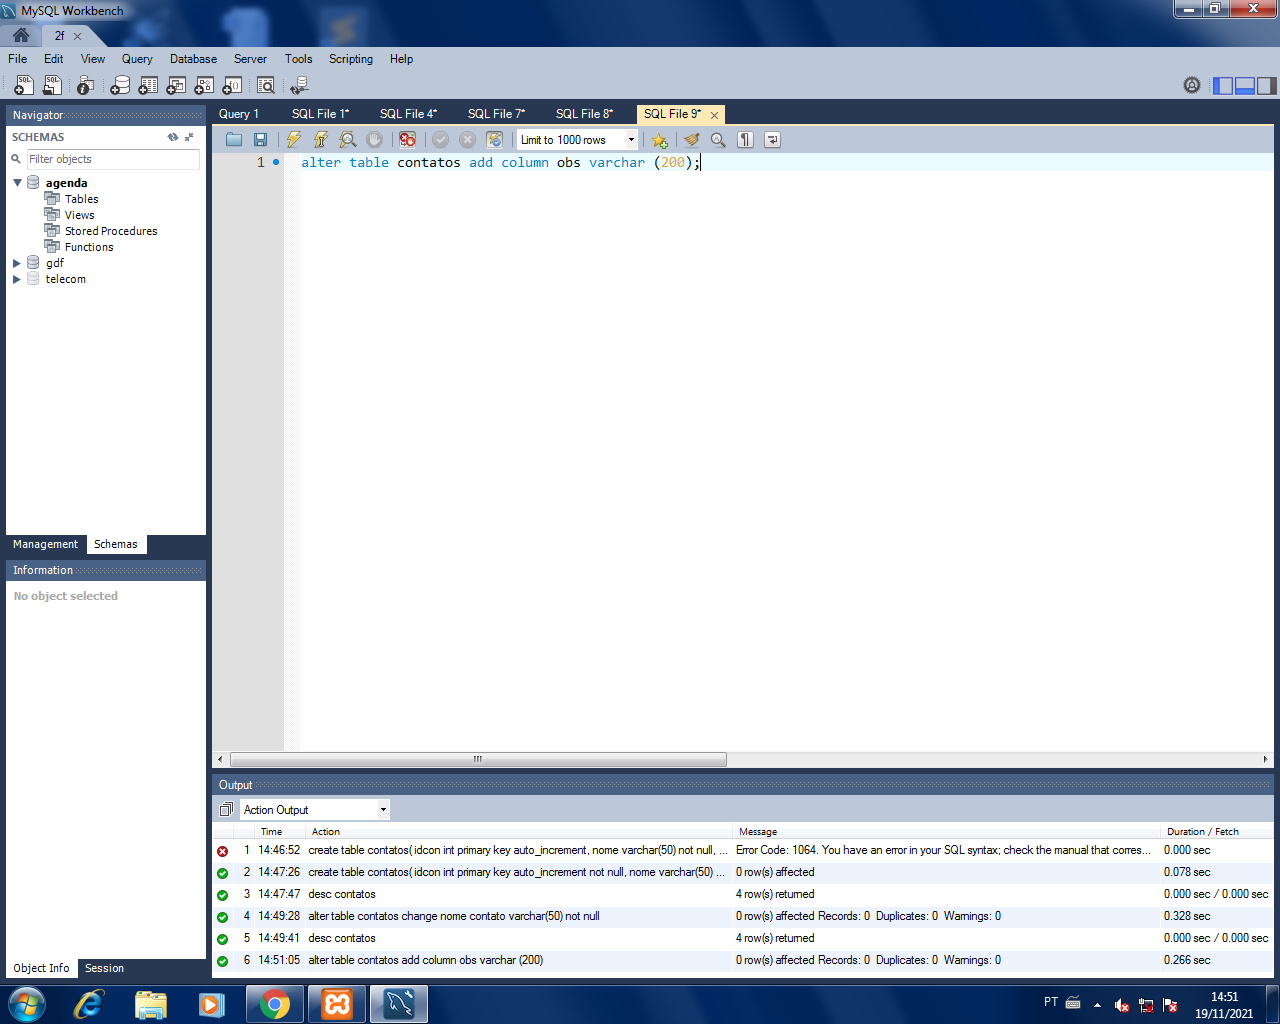 MySQL Workbench
2f
File Edit View Query Database Server Tools Scripting Help
Navigator
SCHEMAS
Filter objects
agenda
Tables
Views
Stored Procedures
Functions
gdf
telecom
Management Schemas
Information
No object selected
Object Info Session
Query 1 SQL File 1* SQL File 4* SQL File 7* SQL File 8* SQL File 9*
Limit to 1000 rows
1 alter table contatos add column obs varchar (200);
Output
Action Output
Time Action Message Duration / Fetch
1 14:46:52 create table contatos( idcon int primary key auto_increment, nome varchar(50) not null, ... Error Code: 1064. You have an error in your SQL syntax; check the manual that corres... 0.000 sec
2 14:47:26 create table contatos( idcon int primary key auto_increment not null, nome varchar(50) ... 0 row(s) affected 0.078 sec
3 14:47:47 desc contatos 4 row(s) returned 0.000 sec / 0.000 sec
4 14:49:28 alter table contatos change nome contato varchar(50) not null 0 row(s) affected Records: 0 Duplicates: 0 Warnings: 0 0.328 sec
5 14:49:41 desc contatos 4 row(s) returned 0.000 sec / 0.000 sec
6 14:51:05 alter table contatos add column obs varchar (200) 0 row(s) affected Records: 0 Duplicates: 0 Warnings: 0 0.266 sec
PT
14:51
19/11/2021